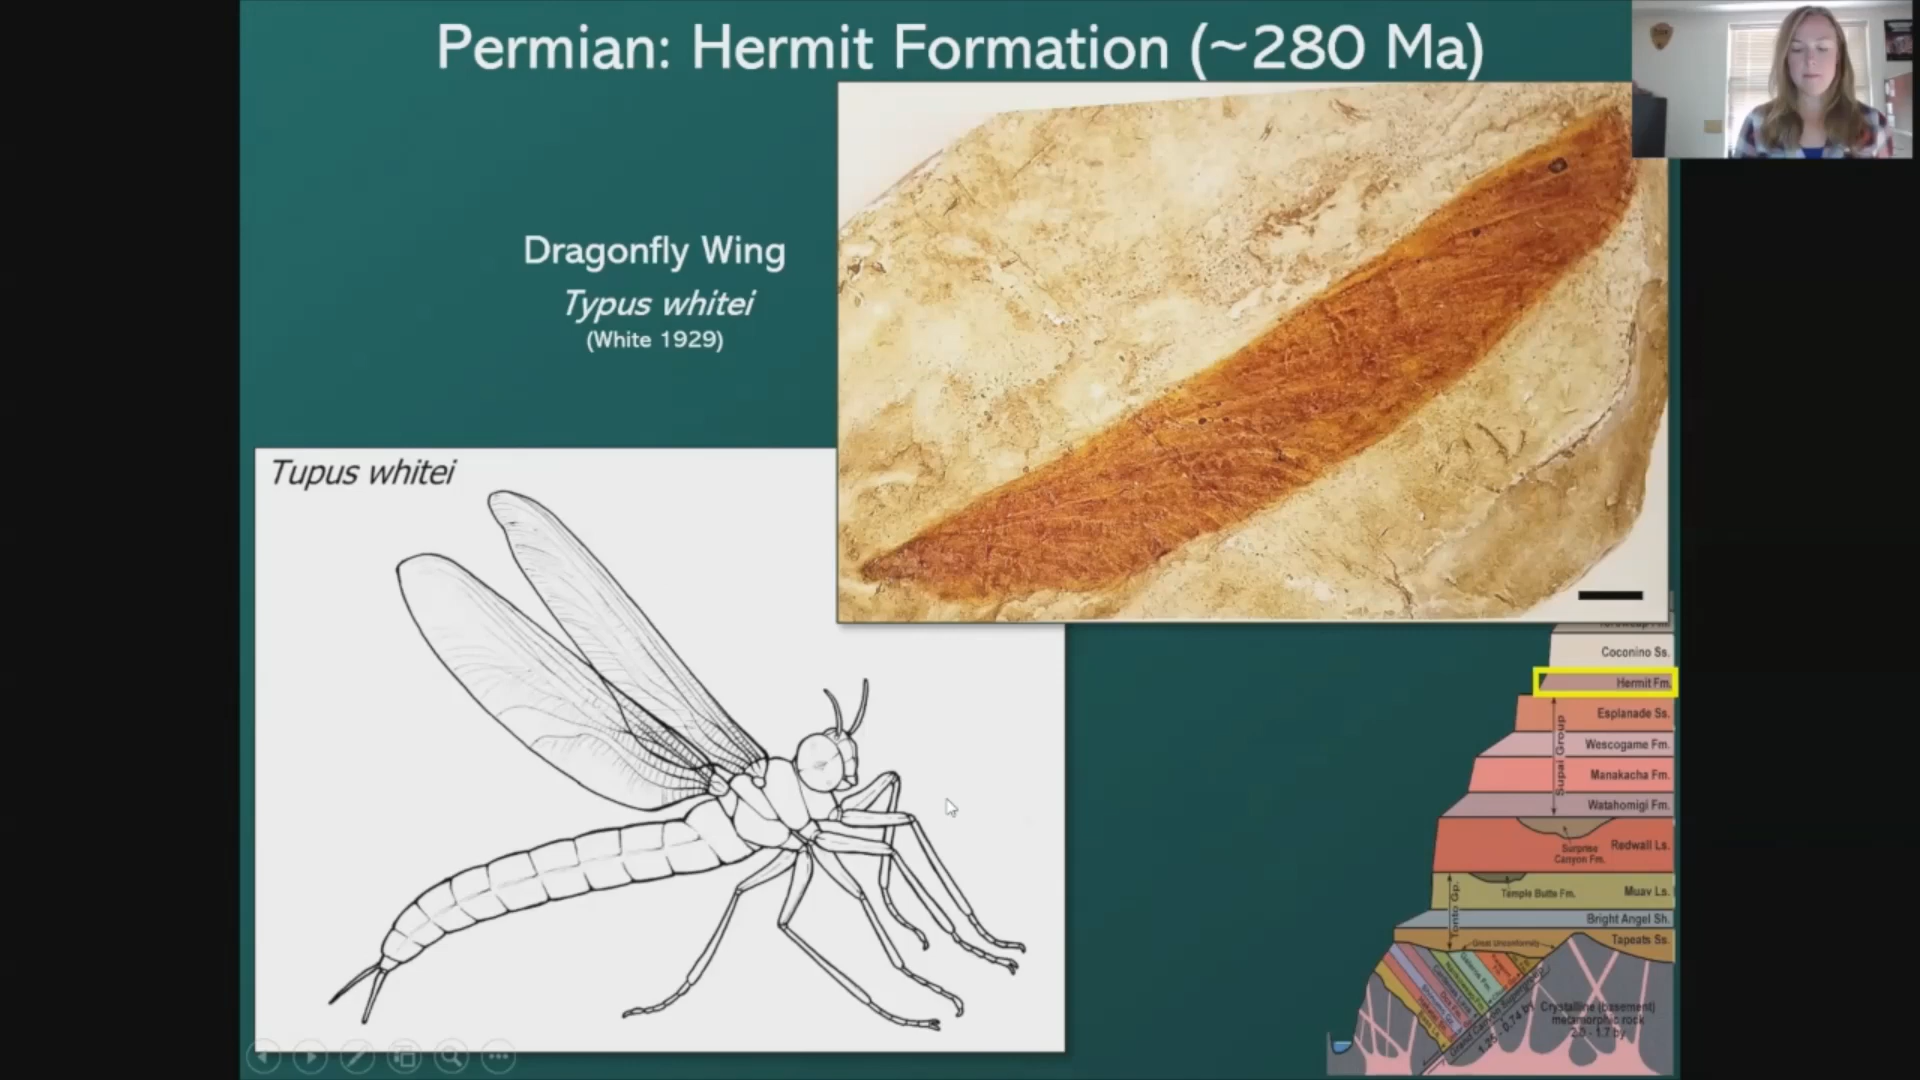 Permian: Hermit Formation (~280 Ma)
Dragonfly Wing
Typus whitei
(White 1929)
Tupus whitei
Coconino Ss.
Hermit Fm.
Esplanade Ss.
Supai Group
Wescogame Fm.
Manakacha Fm.
Watahomigi Fm.
Redwall Ls.
Surprise
Canyon Fm.
Temple Butte Fm.
Muav Ls.
Tonto Gp.
Bright Angel Sh.
Tapeats Ss.
Great Unconformity
Crystalline (basement)
metamorphic rock